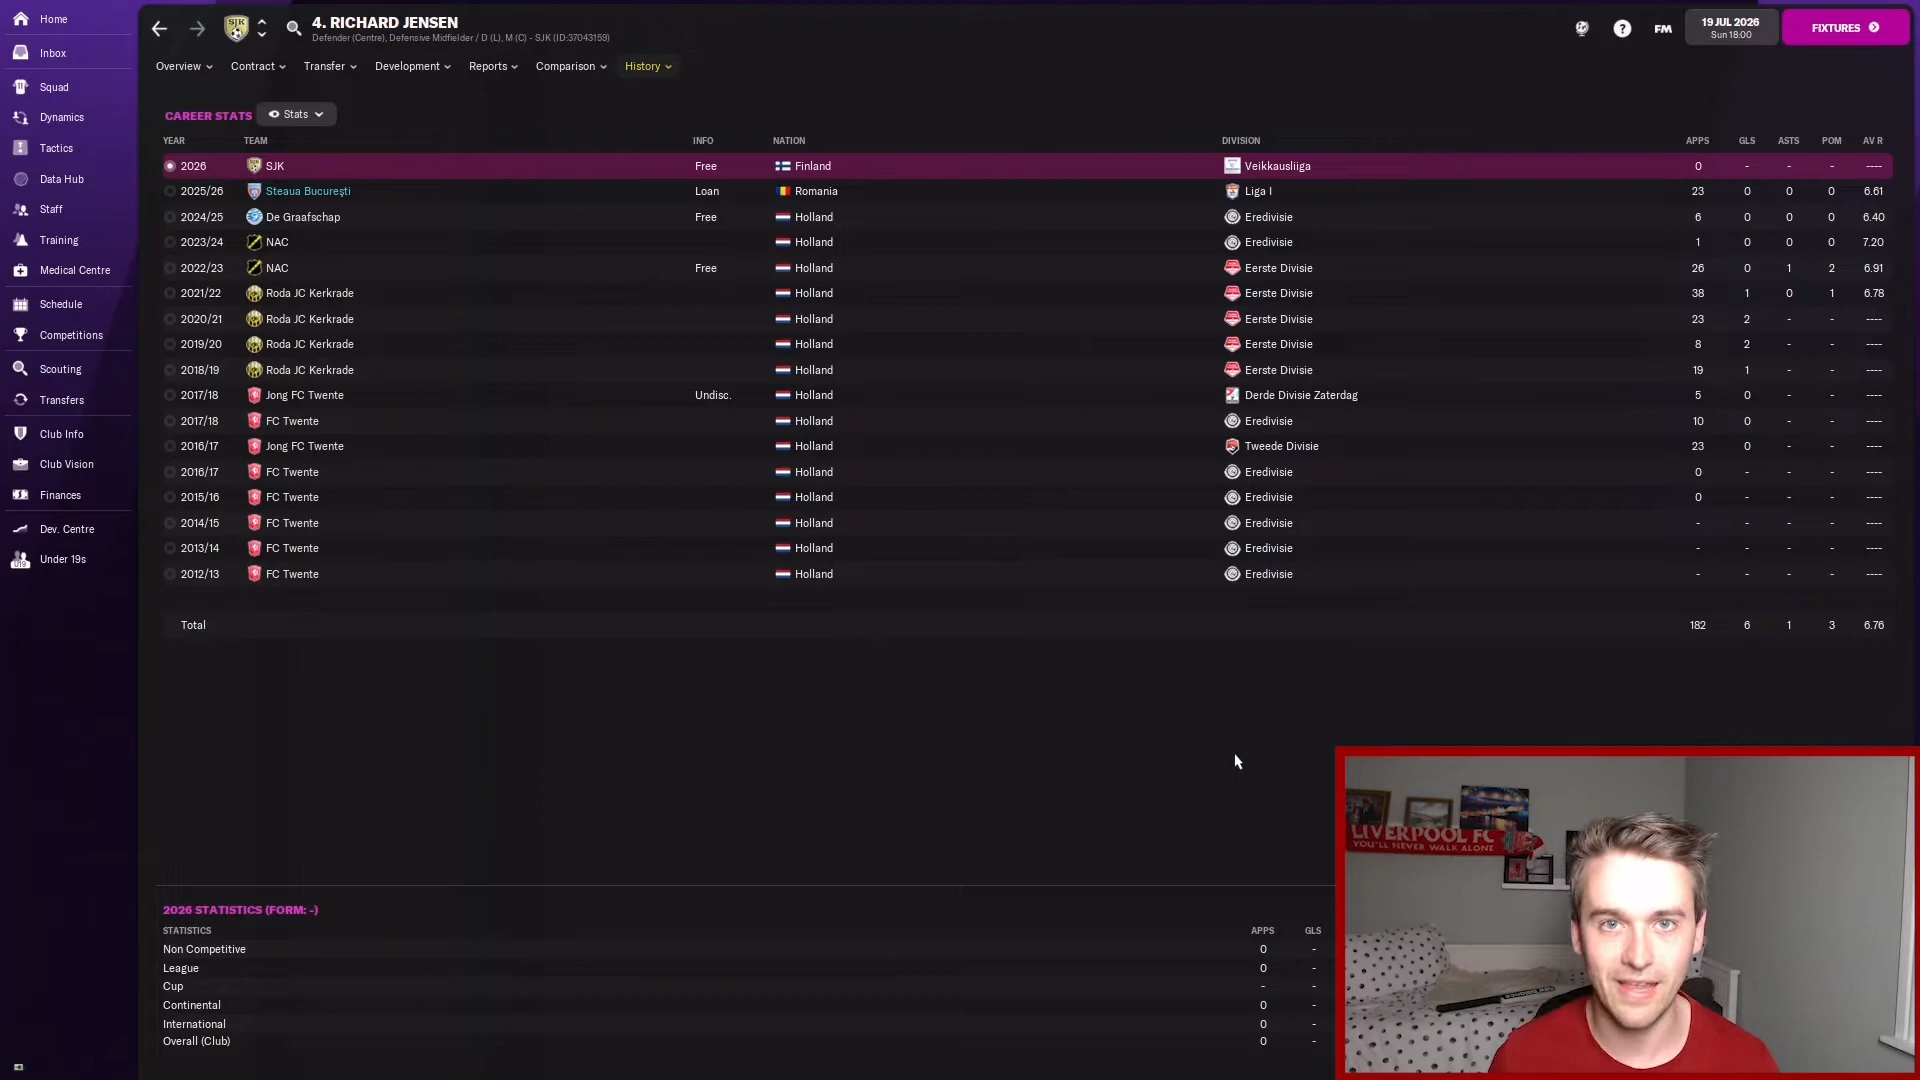 Home
Inbox
Squad
Dynamics
Tactics
Data Hub
Staff
Training
Medical Centre
Schedule
Competitions
Scouting
Transfers
Club Info
Club Vision
Finances
Dev. Centre
Under 19s
4. RICHARD JENSEN
Defender (Centre), Defensive Midfielder / D (L), M (C) - SJK (ID:37043159)
FM
19 JUL 2026
Sun 18:00
FIXTURES
Overview Contract Transfer Development Reports Comparison History
CAREER STATS Stats
YEAR TEAM INFO NATION DIVISION APPS GLS ASTS POM AV R
2026 SJK Free Finland Veikkausliiga 0 - - - ----
2025/26 Steaua Bucureşti Loan Romania Liga I 23 0 0 0 6.61
2024/25 De Graafschap Free Holland Eredivisie 6 0 0 0 6.40
2023/24 NAC Holland Eredivisie 1 0 0 0 7.20
2022/23 NAC Free Holland Eerste Divisie 26 0 1 2 6.91
2021/22 Roda JC Kerkrade Holland Eerste Divisie 38 1 0 1 6.78
2020/21 Roda JC Kerkrade Holland Eerste Divisie 23 2 - - ----
2019/20 Roda JC Kerkrade Holland Eerste Divisie 8 2 - - ----
2018/19 Roda JC Kerkrade Holland Eerste Divisie 19 1 - - ----
2017/18 Jong FC Twente Undisc. Holland Derde Divisie Zaterdag 5 0 - - ----
2017/18 FC Twente Holland Eredivisie 10 0 - - ----
2016/17 Jong FC Twente Holland Tweede Divisie 23 0 - - ----
2016/17 FC Twente Holland Eredivisie 0 - - - ----
2015/16 FC Twente Holland Eredivisie 0 - - - ----
2014/15 FC Twente Holland Eredivisie - - - - ----
2013/14 FC Twente Holland Eredivisie - - - - ----
2012/13 FC Twente Holland Eredivisie - - - - ----
Total 182 6 1 3 6.76
2026 STATISTICS (FORM: -)
STATISTICS APPS GLS
Non Competitive 0 -
League 0 -
Cup - -
Continental 0 -
International 0 -
Overall (Club) 0 -
LIVERPOOL FC
YOU'LL NEVER WALK ALONE